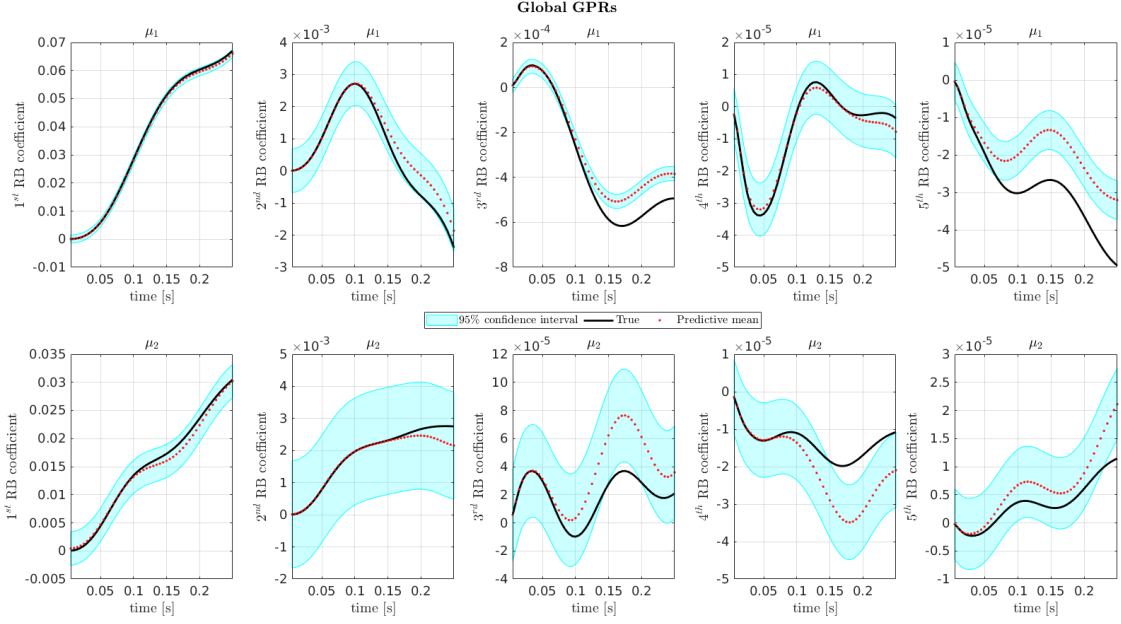 Global GPRs
μ₁
0.07
0.06
0.05
0.04
0.03
0.02
0.01
0
-0.01
0.05 0.1 0.15 0.2
time [s]
1st RB coefficient
×10⁻³
μ₁
4
3
2
1
0
-1
-2
-3
0.05 0.1 0.15 0.2
time [s]
2nd RB coefficient
×10⁻⁴
μ₁
2
0
-2
-4
-6
-8
0.05 0.1 0.15 0.2
time [s]
3rd RB coefficient
×10⁻⁵
μ₁
2
1
0
-1
-2
-3
-4
-5
0.05 0.1 0.15 0.2
time [s]
4th RB coefficient
×10⁻⁵
μ₁
1
0
-1
-2
-3
-4
-5
0.05 0.1 0.15 0.2
time [s]
5th RB coefficient
95% confidence interval True Predictive mean
μ₂
0.035
0.03
0.025
0.02
0.015
0.01
0.005
0
-0.005
0.05 0.1 0.15 0.2
time [s]
1st RB coefficient
×10⁻³
μ₂
5
4
3
2
1
0
-1
-2
0.05 0.1 0.15 0.2
time [s]
2nd RB coefficient
×10⁻⁵
μ₂
12
10
8
6
4
2
0
-2
-4
0.05 0.1 0.15 0.2
time [s]
3rd RB coefficient
×10⁻⁵
μ₂
1
0
-1
-2
-3
-4
-5
0.05 0.1 0.15 0.2
time [s]
4th RB coefficient
×10⁻⁵
μ₂
3
2.5
2
1.5
1
0.5
0
-0.5
-1
0.05 0.1 0.15 0.2
time [s]
5th RB coefficient